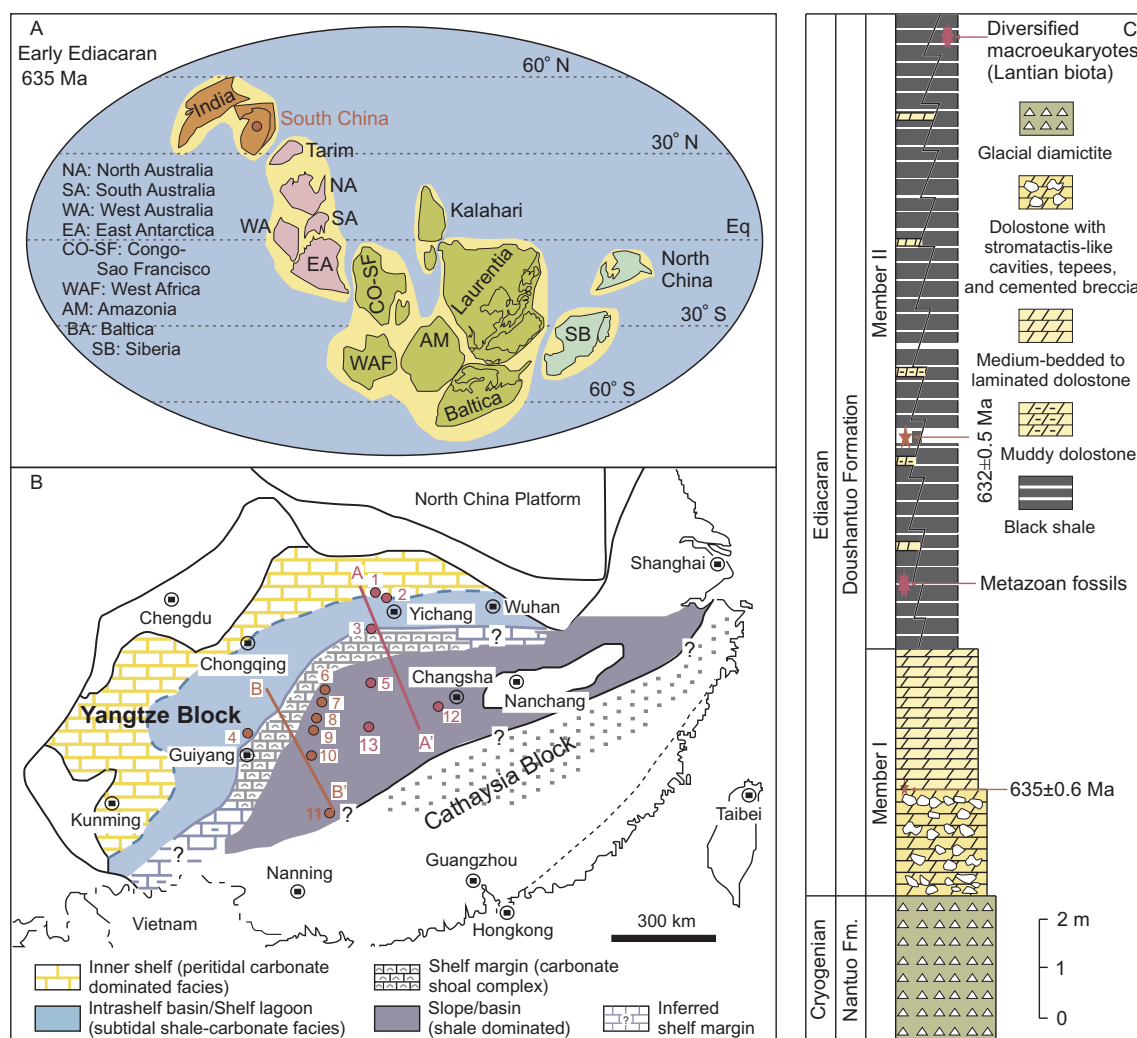 A
Early Ediacaran
635 Ma
60° N
India
South China
30° N
Tarim
NA: North Australia
SA: South Australia
WA: West Australia
EA: East Antarctica
CO-SF: Congo-
Sao Francisco
WAF: West Africa
AM: Amazonia
BA: Baltica
SB: Siberia
NA
SA
WA
EA
Kalahari
Eq
CO-SF
Laurentia
North
China
30° S
WAF
AM
SB
Baltica
60° S
B
North China Platform
Shanghai
Chengdu
A
1
2
Yichang
Wuhan
3
?
Chongqing
?
B
6
5
Changsha
Nanchang
7
Yangtze Block
8
12
4
9
13
A'
?
Guiyang
10
Cathaysia Block
B'
11
?
Kunming
?
Taibei
Guangzhou
Nanning
Vietnam
Hongkong
300 km
Inner shelf (peritidal carbonate
dominated facies)
Intrashelf basin/Shelf lagoon
(subtidal shale-carbonate facies)
Shelf margin (carbonate
shoal complex)
Slope/basin
(shale dominated)
?
Inferred
shelf margin
C
Diversified
macroeukaryotes
(Lantian biota)
Glacial diamictite
Dolostone with
stromatactis-like
cavities, tepees,
and cemented breccia
Medium-bedded to
laminated dolostone
Muddy dolostone
Black shale
632±0.5 Ma
Metazoan fossils
635±0.6 Ma
Ediacaran
Doushantuo Formation
Member II
Member I
Cryogenian
Nantuo Fm.
2 m
1
0